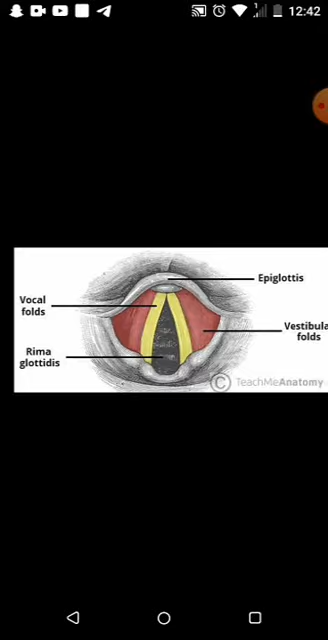 12:42
Epiglottis
Vocal
folds
Vestibula
folds
Rima
glottidis
© TeachMeAnatomy